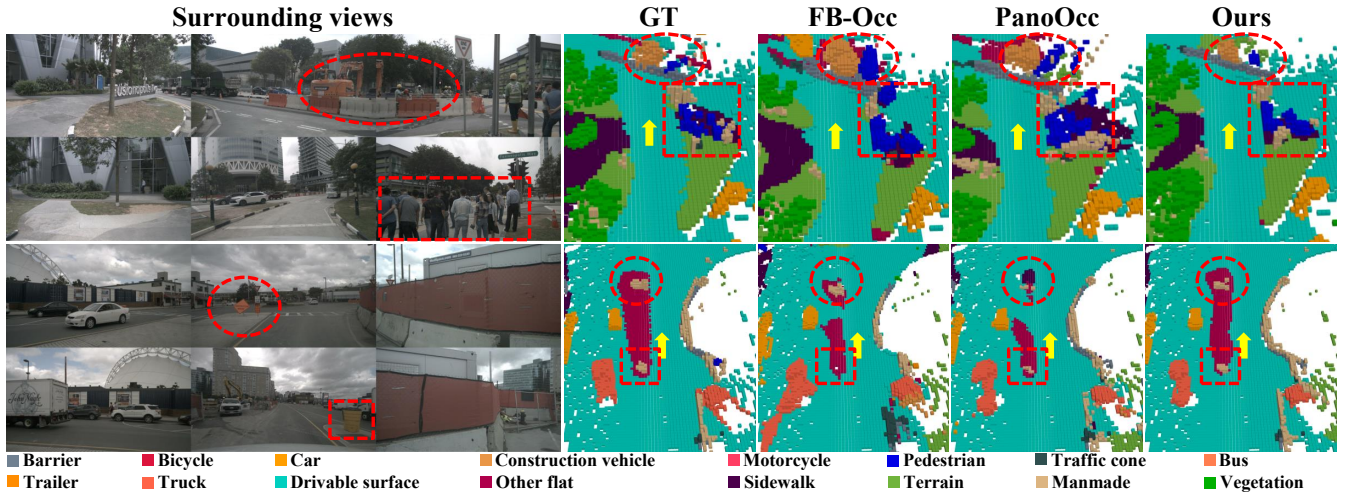 Surrounding views GT FB-Occ PanoOcc Ours
Fusionopolis
Barrier Bicycle Car Construction vehicle Motorcycle Pedestrian Traffic cone Bus
Trailer Truck Drivable surface Other flat Sidewalk Terrain Manmade Vegetation